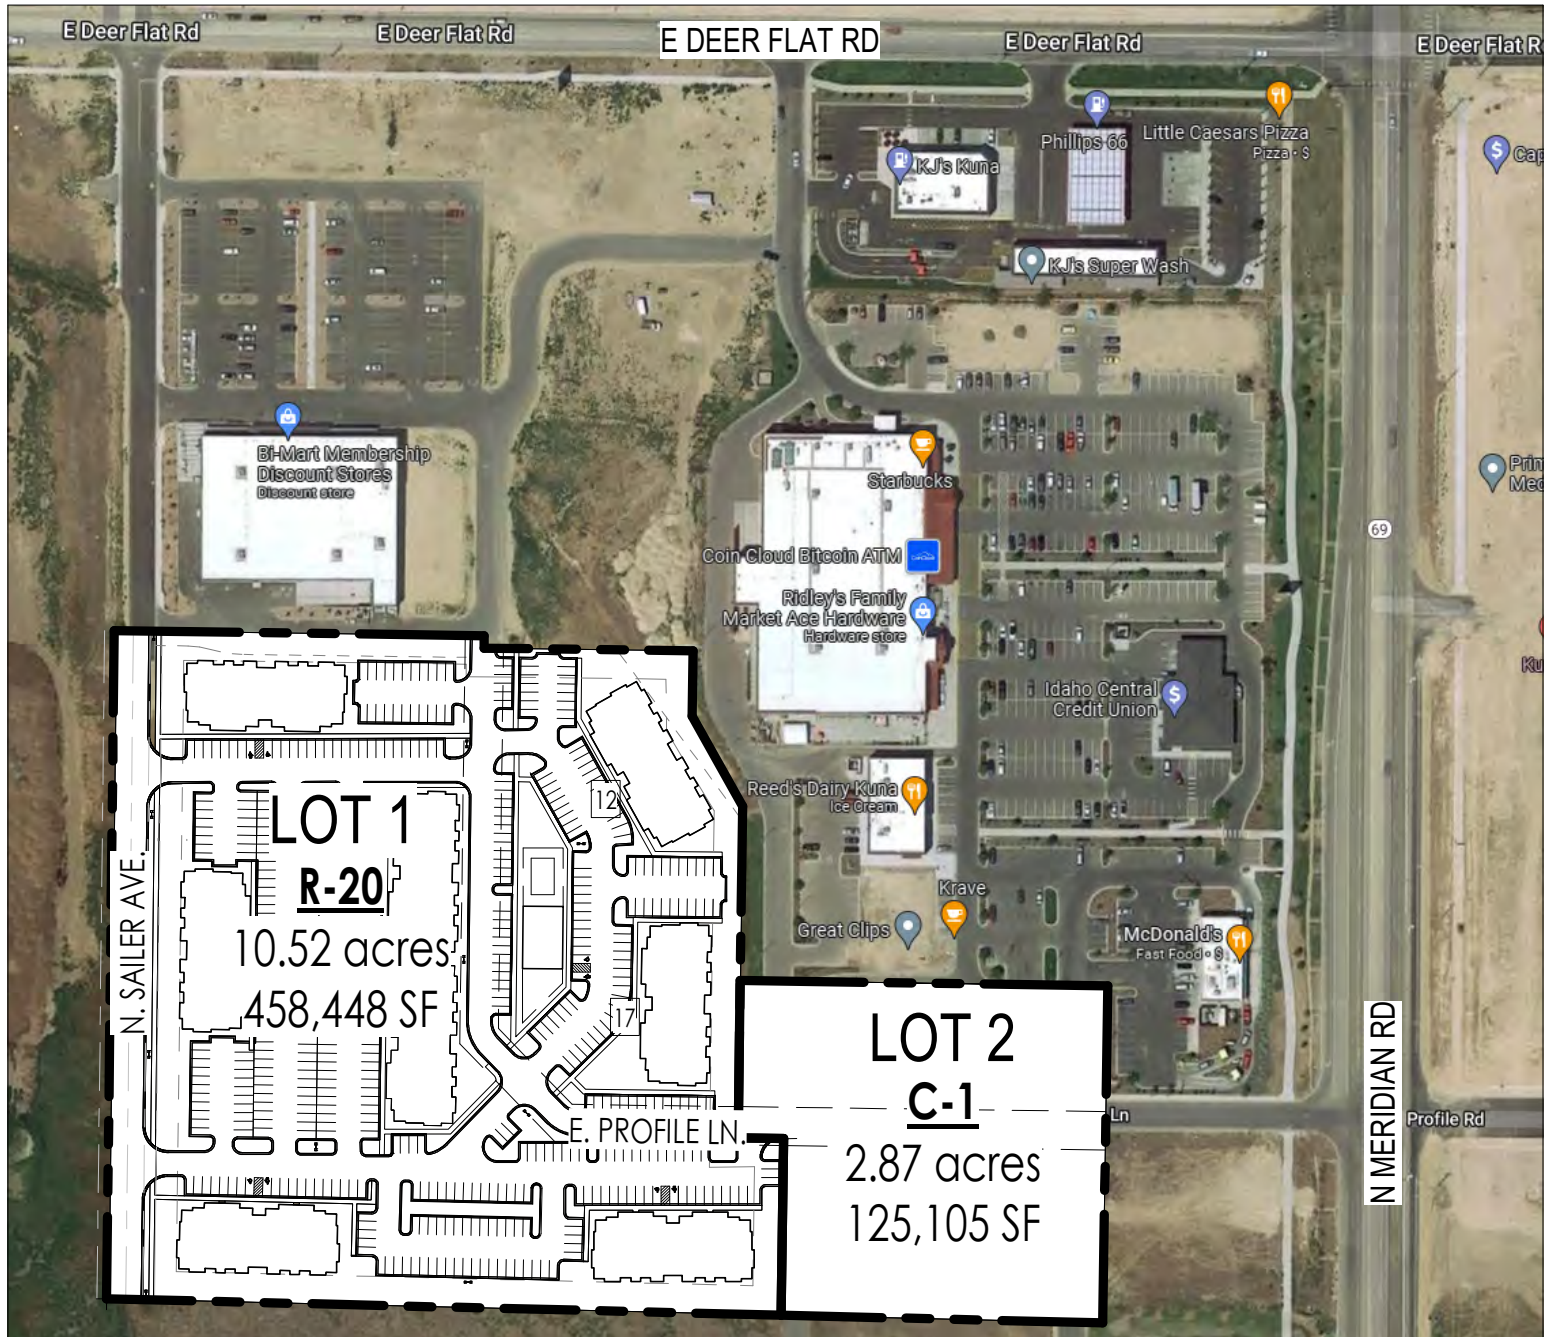 E Deer Flat Rd
E Deer Flat Rd
E DEER FLAT RD
E Deer Flat Rd
E Deer Flat R
Phillips 66
Little Caesars Pizza
Pizza • $
Cap
KJ's Kuna
KJ's Super Wash
Bi-Mart Membership
Discount Stores
Discount store
Starbucks
Prim
Med
69
Coin Cloud Bitcoin ATM
Ridley's Family
Market Ace Hardware
Hardware store
Ku
Idaho Central
Credit Union
Reed's Dairy Kuna
Ice Cream
12
LOT 1
R-20
10.52 acres
458,448 SF
N. SAILER AVE.
Krave
Great Clips
McDonald's
Fast Food • $
17
LOT 2
C-1
2.87 acres
125,105 SF
E. PROFILE LN.
Ln
Profile Rd
N MERIDIAN RD